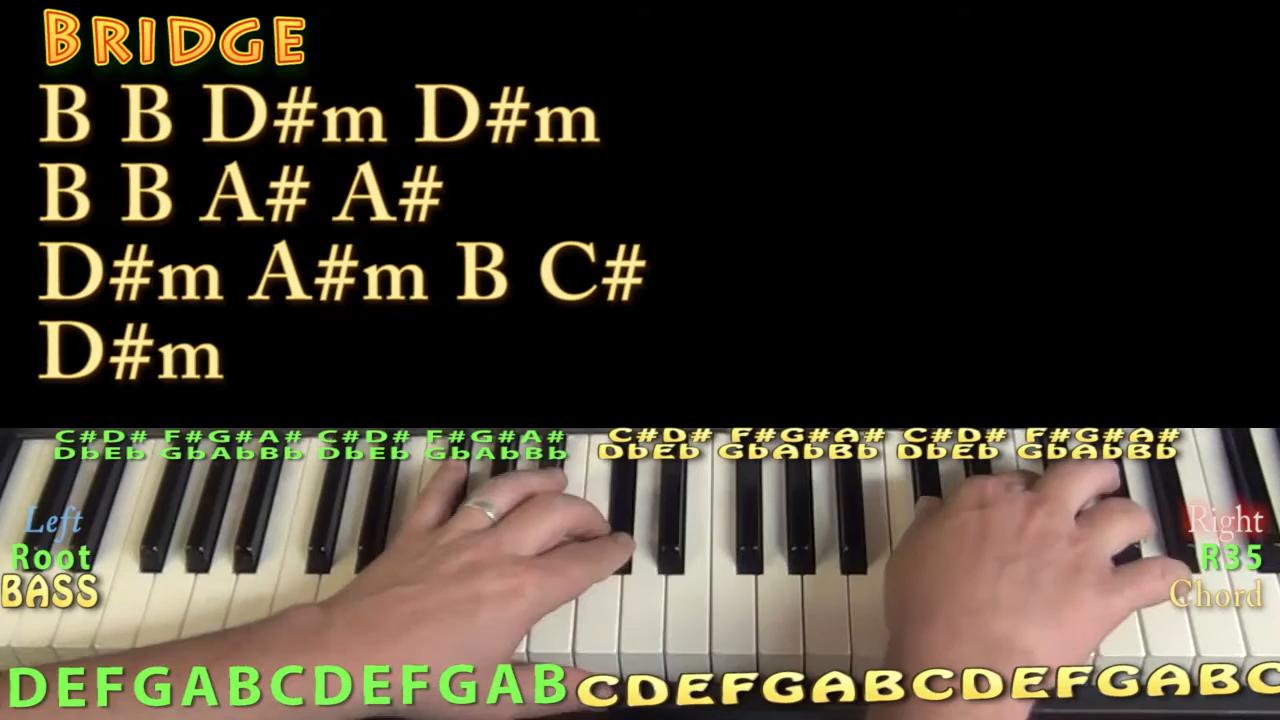 BRIDGE
B B D#m D#m
B B A# A#
D#m A#m B C#
D#m
C#D# F#G#A# C#D# F#G#A# C#D# F#G#A# C#D# F#G#A#
DbEb GbAbBb DbEb GbAbBb DbEb GbAbBb DbEb GbAbBb
Left
Root
BASS
Right
R35
Chord
DEFGABCDEFGAB CDEFGABCDEFGABC